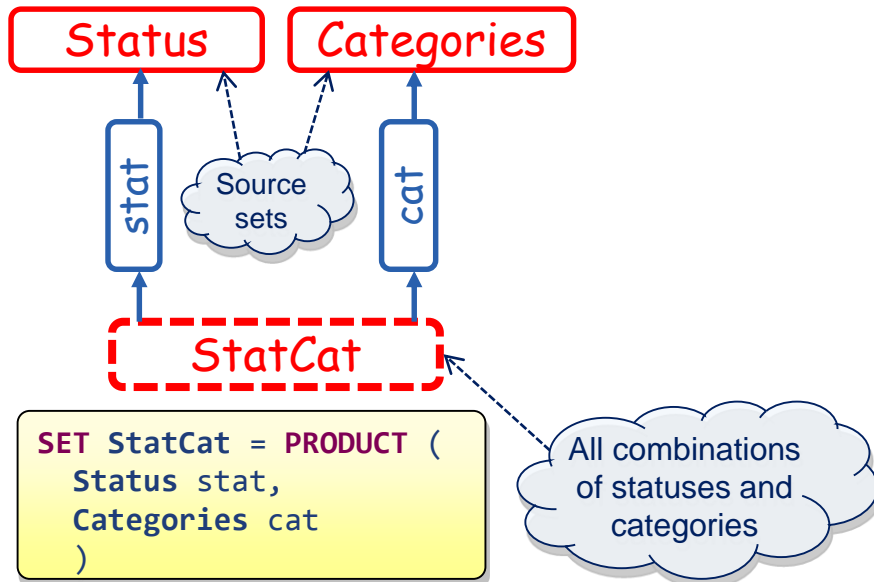 Status
Categories
stat
Source
sets
cat
StatCat
SET StatCat = PRODUCT (
Status stat,
Categories cat
)
All combinations
of statuses and
categories